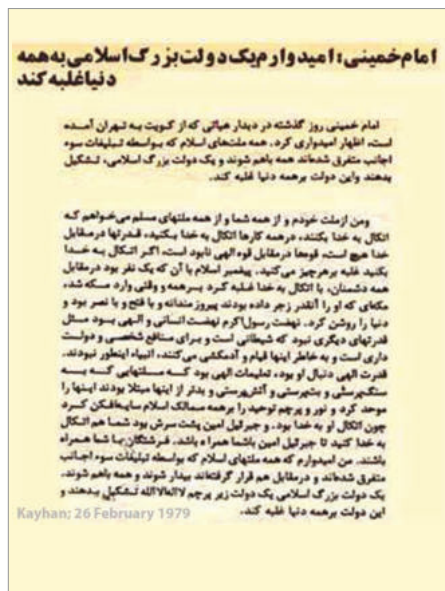 امام‌خمینی: امیدوارم یک دولت بزرگ اسلامی به همه
دنیا غلبه کند
امام خمینی روز گذشته در دیدار هیاتی که از کویت به تهران آمده
است، اظهار امیدواری کرد. همه ملت‌های اسلام که بواسطه تبلیغات سوء
اجانب متفرق شده‌اند همه باهم شوند و یک دولت بزرگ اسلامی، تشکیل
بدهند واین دولت برهمه دنیا غلبه کند.
ومن ازملت خودم و از همه شما و از همه ملتهای مسلم می‌خواهم که
اتکال به خدا بکنند، درهمه کارها اتکال به خدا بکنید، قدرتها درمقابل
خدا هیچ است، قوه‌ها درمقابل قوه الهی نابود است، اگر اتکال به خدا
بکنید غلبه برهرچیز می‌کنید. پیغمبر اسلام با آن که یک نفر بود درمقابل
همه دشمنان، با اتکال به خدا غلبه کرد برهمه و وقتی وارد مکه شد،
مکه‌ای که او را آنقدر زجر داده بودند پیروزمندانه و با فتح و با نصر بود و
دنیا را روشن کرد. نهضت رسول‌اکرم نهضت انسانی و الهی بود مثل
قدرتهای دیگری نبود که شیطانی است و برای منافع شخصی و دولت
داری است و به خاطر اینها قیام و آدمکشی می‌کنند، انبیاء اینطور نبودند.
قدرت الهی دنبال او بود، تعلیمات الهی بود که ملتهایی که به
سنگپرستی و بتپرستی و آتش‌پرستی و بدتر از اینها مبتلا بودند اینها را
موحد کرد و نور و پرچم توحید را برهمه ممالک اسلام سایه‌افکن کرد
چون اتکال او به خدا بود. و جبرئیل امین پشت سرش بود شما هم اتکال
به خدا کنید تا جبرئیل امین باشما همراه باشد. فرشتگان با شما همراه
باشند. من امیدوارم که همه ملتهای اسلام که بواسطه تبلیغات سوء اجانب
متفرق شده‌اند و درمقابل هم قرار گرفته‌اند بیدار شوند و همه باهم شوند.
یک دولت بزرگ اسلامی یک دولت زیر پرچم لااله‌الاالله تشکیل بدهند و
این دولت برهمه دنیا غلبه کند.
Kayhan; 26 February 1979